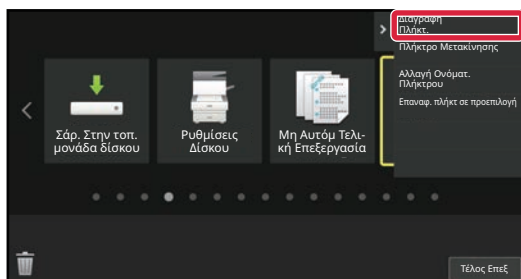 Διαγραφή
Πλήκτ.
Πλήκτρο Μετακίνησης
Αλλαγή Ονόματ.
Πλήκτρου
Επαναφ. πλήκτ σε προεπιλογή
Σάρ. Στην τοπ.
μονάδα δίσκου
Ρυθμίσεις
Δίσκου
Μη Αυτόμ Τελι-
κή Επεξεργασία
Τέλος Επεξ